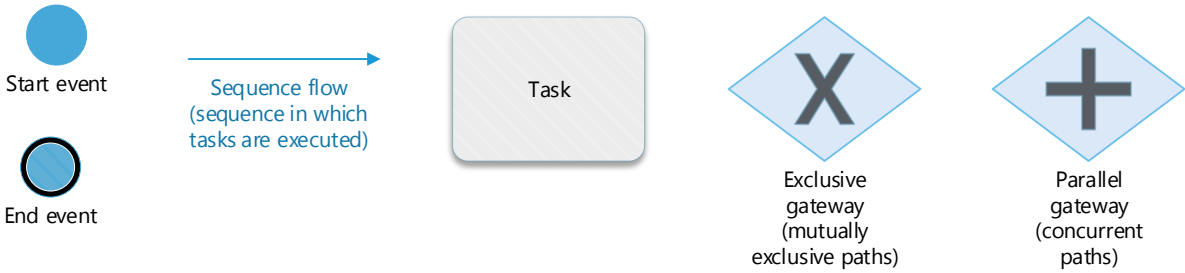 Start event
End event
Sequence flow
(sequence in which
tasks are executed)
Task
X
Exclusive
gateway
(mutually
exclusive paths)
+
Parallel
gateway
(concurrent
paths)